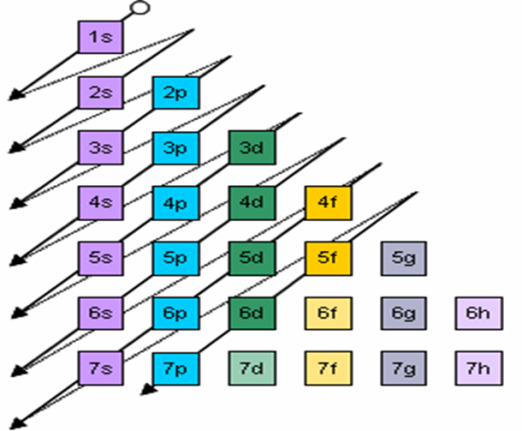 1s
2s 2p
3s 3p 3d
4s 4p 4d 4f
5s 5p 5d 5f 5g
6s 6p 6d 6f 6g 6h
7s 7p 7d 7f 7g 7h